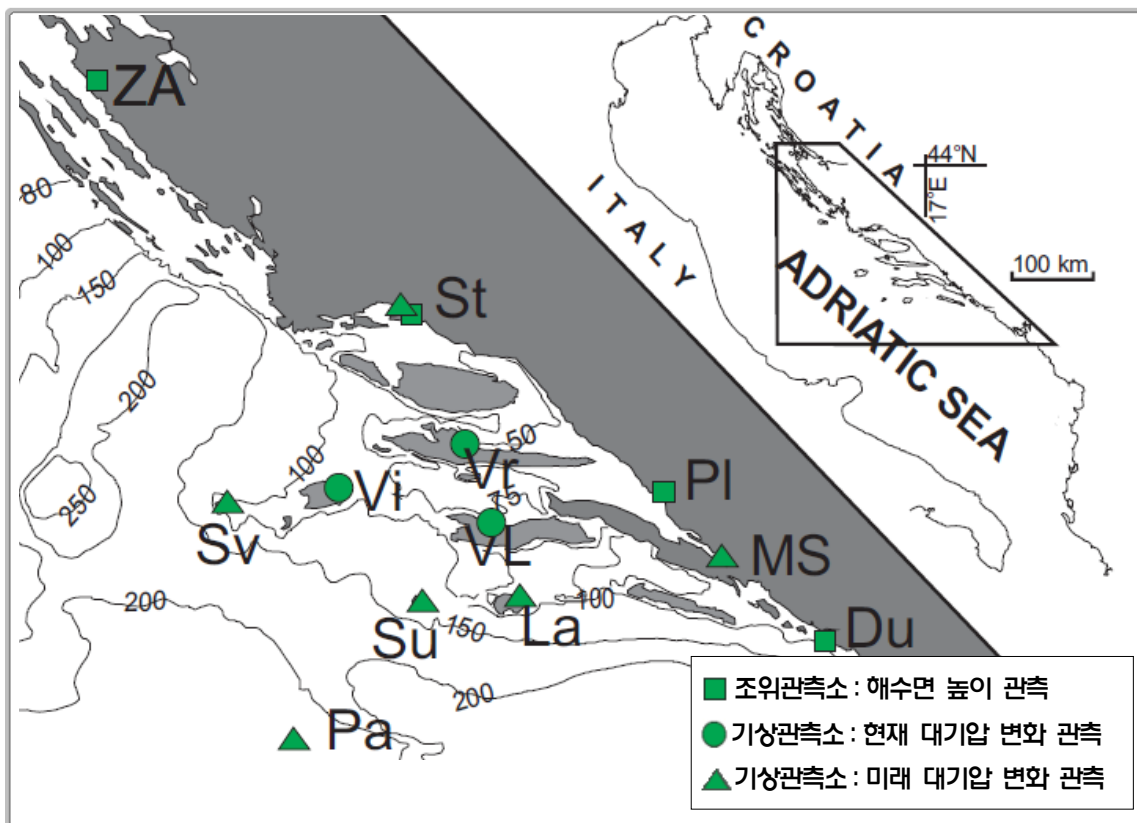 ZA
80
100
150
200
250
St
50
100
Vr
Vi
75
Pl
Sv
VL
MS
200
Su
La
100
150
Du
200
Pa
CROATIA
44°N
17°E
ITALY
100 km
ADRIATIC SEA
조위관측소 : 해수면 높이 관측
기상관측소 : 현재 대기압 변화 관측
기상관측소 : 미래 대기압 변화 관측